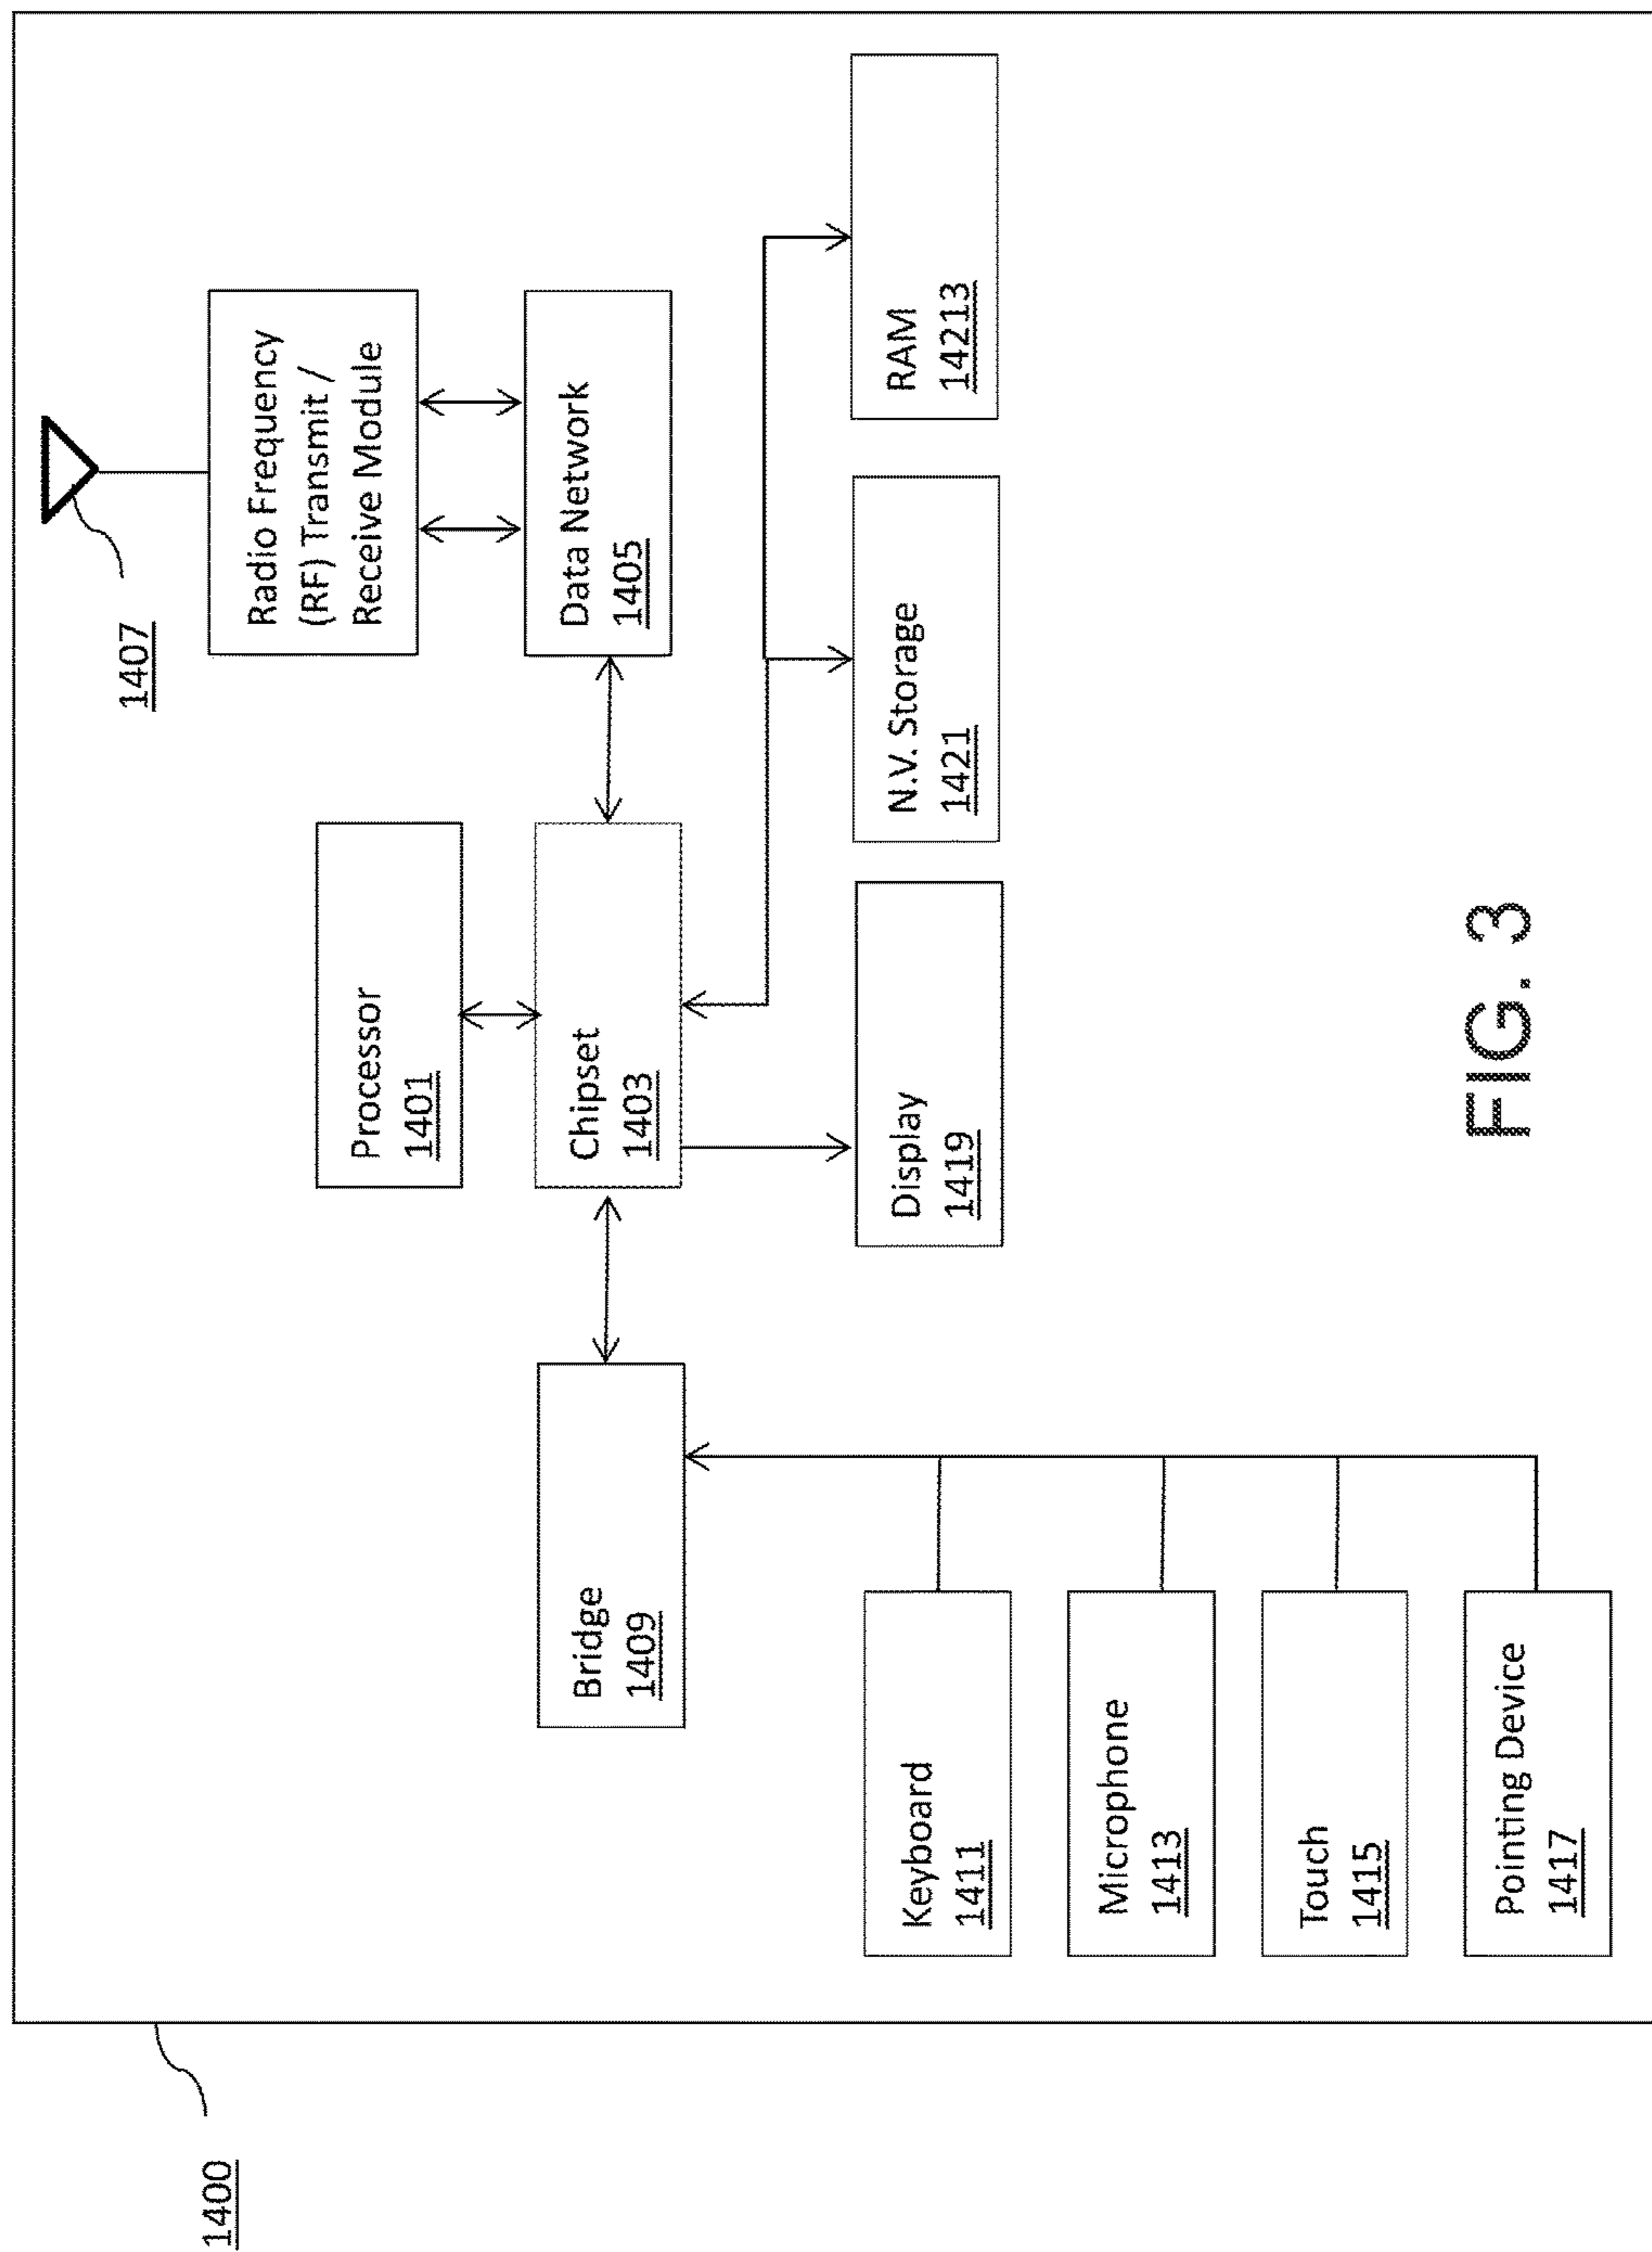 1407
Radio Frequency
(RF) Transmit /
Receive Module
Processor
1401
Data Network
1405
Bridge
1409
Chipset
1403
Keyboard
1411
Display
1419
N.V. Storage
1421
RAM
14213
Microphone
1413
Touch
1415
Pointing Device
1417
1400
FIG. 3